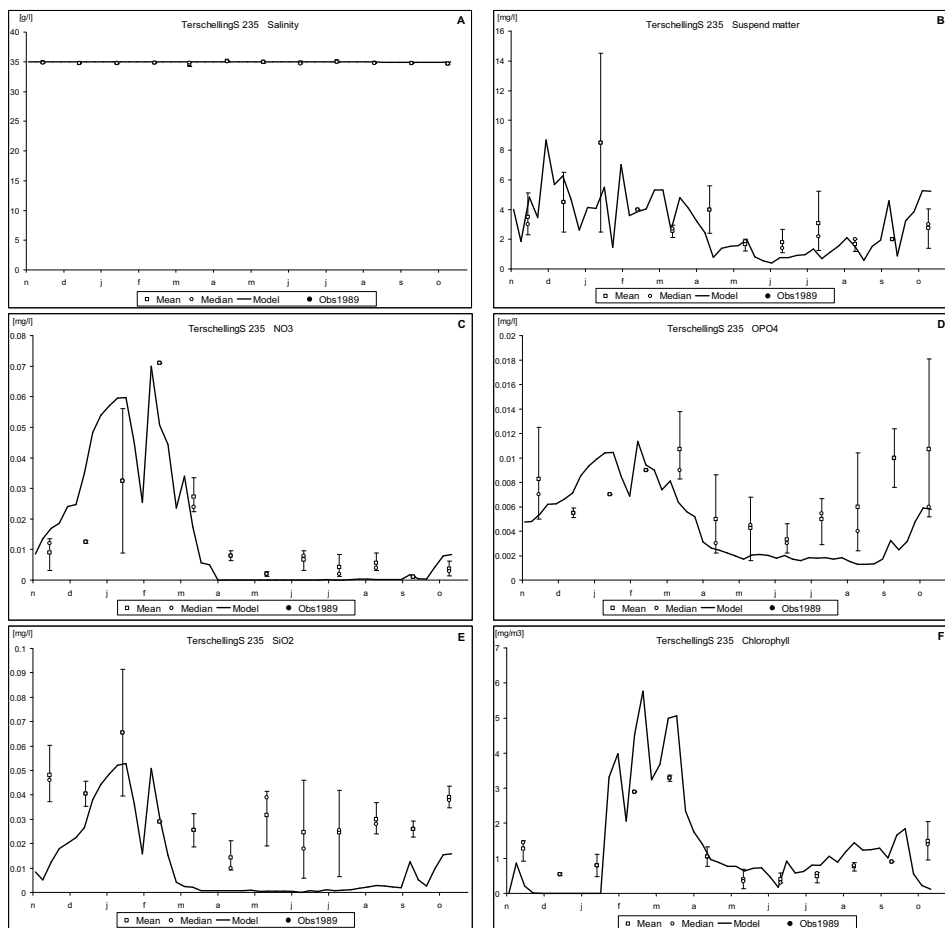 [g/l]
TerschellingS 235 Salinity
A
40
35
30
25
20
15
10
5
0
n d j f m a m j j a s o
Mean Median Model Obs1989
[mg/l]
TerschellingS 235 Suspend matter
B
16
14
12
10
8
6
4
2
0
n d j f m a m j j a s o
Mean Median Model Obs1989
[mg/l]
TerschellingS 235 NO3
C
0.08
0.07
0.06
0.05
0.04
0.03
0.02
0.01
0
n d j f m a m j j a s o
Mean Median Model Obs1989
[mg/l]
TerschellingS 235 OPO4
D
0.02
0.018
0.016
0.014
0.012
0.01
0.008
0.006
0.004
0.002
0
n d j f m a m j j a s o
Mean Median Model Obs1989
[mg/l]
TerschellingS 235 SiO2
E
0.1
0.09
0.08
0.07
0.06
0.05
0.04
0.03
0.02
0.01
0
n d j f m a m j j a s o
Mean Median Model Obs1989
[mg/m3]
TerschellingS 235 Chlorophyll
F
7
6
5
4
3
2
1
0
n d j f m a m j j a s o
Mean Median Model Obs1989